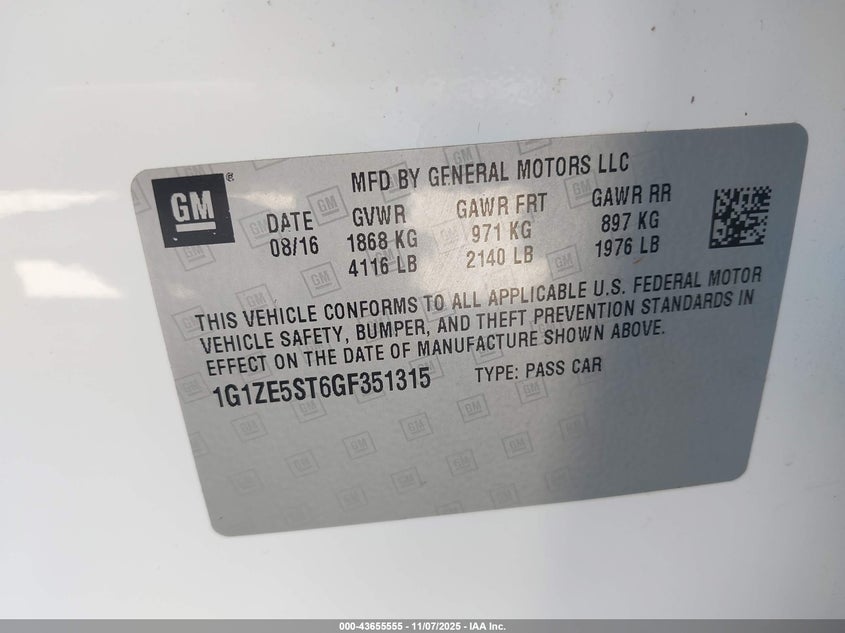 GM®
MFD BY GENERAL MOTORS LLC
DATE GVWR GAWR FRT GAWR RR
08/16 1868 KG 971 KG 897 KG
4116 LB 2140 LB 1976 LB
THIS VEHICLE CONFORMS TO ALL APPLICABLE U.S. FEDERAL MOTOR
VEHICLE SAFETY, BUMPER, AND THEFT PREVENTION STANDARDS IN
EFFECT ON THE DATE OF MANUFACTURE SHOWN ABOVE.
1G1ZE5ST6GF351315 TYPE: PASS CAR
000-43655555 - 11/07/2025 - IAA Inc.